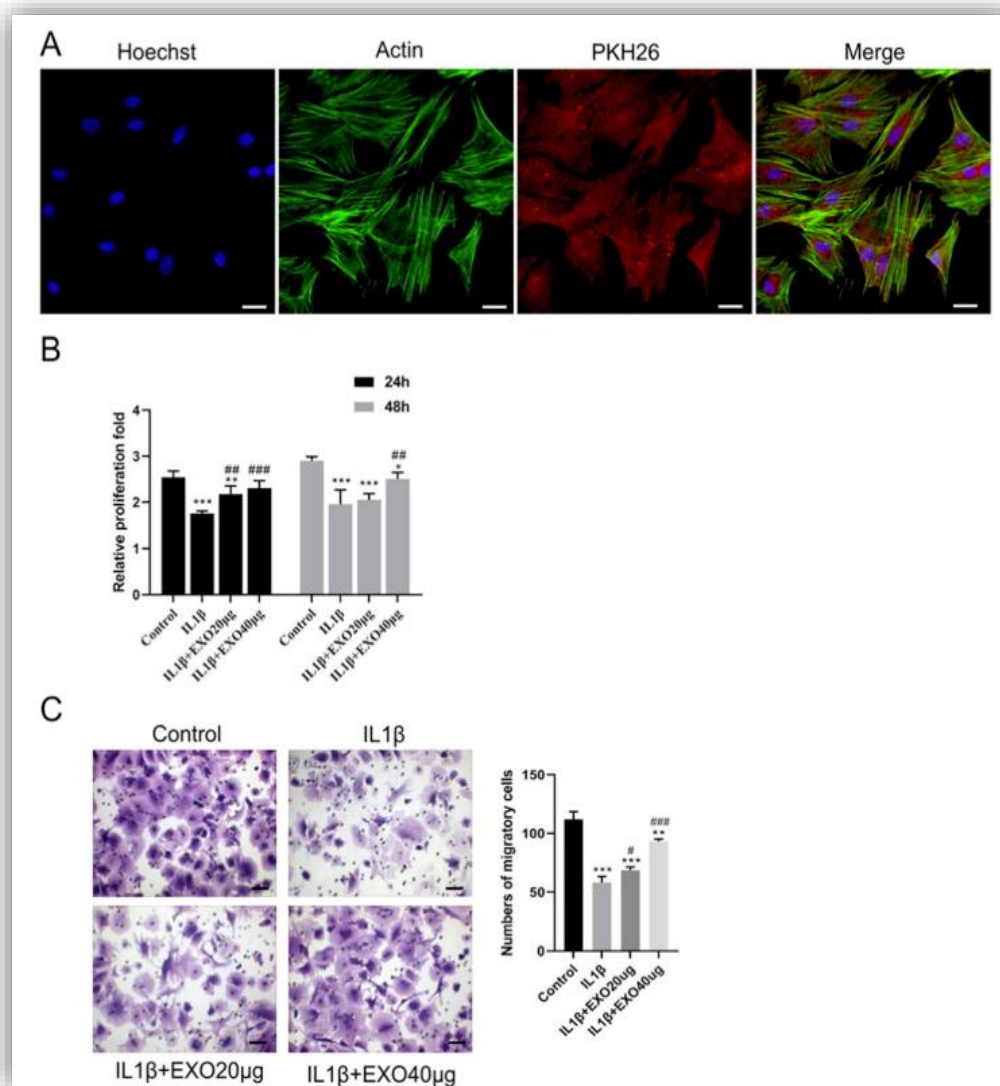 A
Hoechst Actin PKH26 Merge
B
24h
48h
Relative proliferation fold
4
3
2
1
0
*** ## ** ### *** *** ## *
Control IL1β IL1β+EXO20μg IL1β+EXO40μg Control IL1β IL1β+EXO20μg IL1β+EXO40μg
C
Control IL1β
IL1β+EXO20μg IL1β+EXO40μg
Numbers of migratory cells
150
100
50
0
*** # *** ### **
Control IL1β IL1β+EXO20ug IL1β+EXO40ug